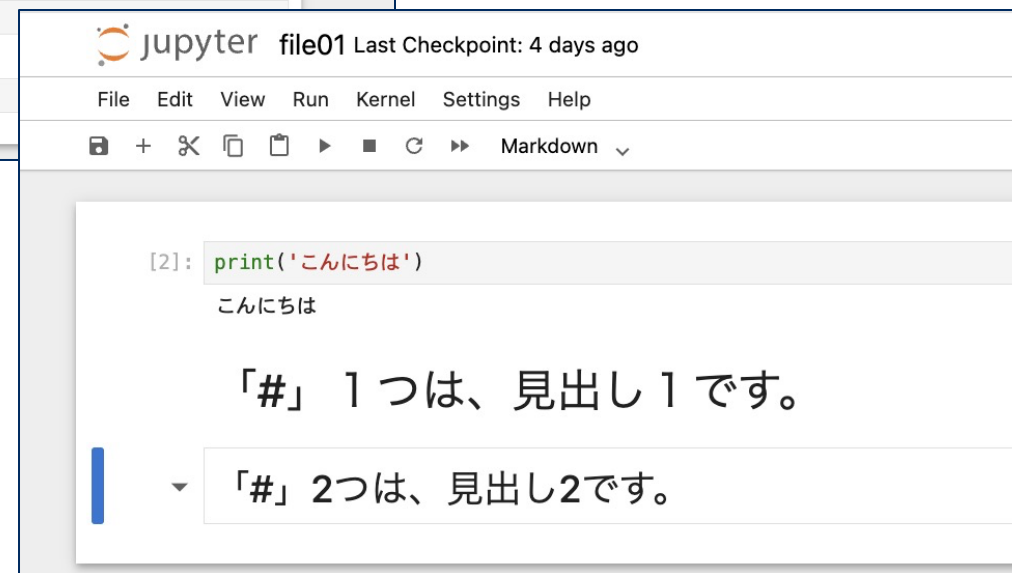 jupyter file01 Last Checkpoint: 4 days ago
File Edit View Run Kernel Settings Help
Markdown
[2]: print('こんにちは')
こんにちは
「#」１つは、見出し１です。
「#」2つは、見出し2です。